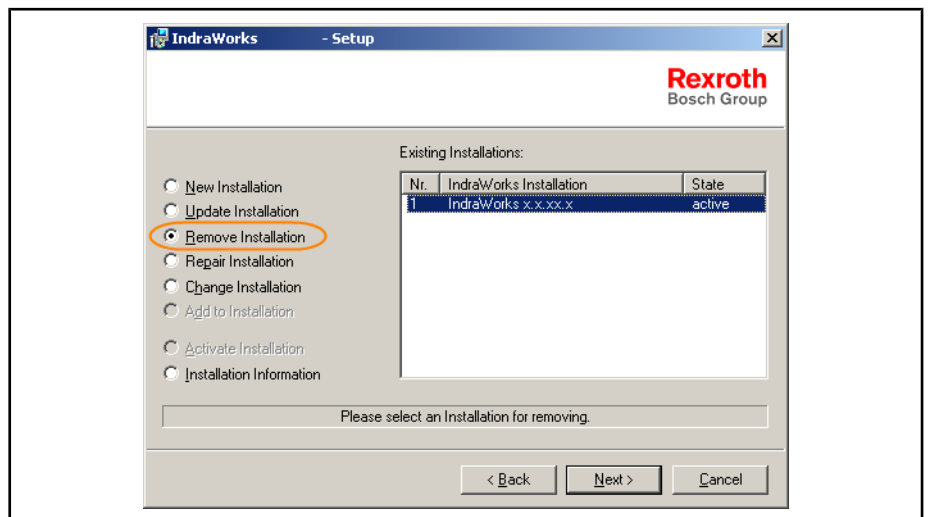 IndraWorks - Setup
Rexroth
Bosch Group
Existing Installations:
New Installation
Update Installation
Remove Installation
Repair Installation
Change Installation
Add to Installation
Activate Installation
Installation Information
Nr. IndraWorks Installation State
1 IndraWorks x.x.xx.x active
Please select an Installation for removing.
< Back Next > Cancel